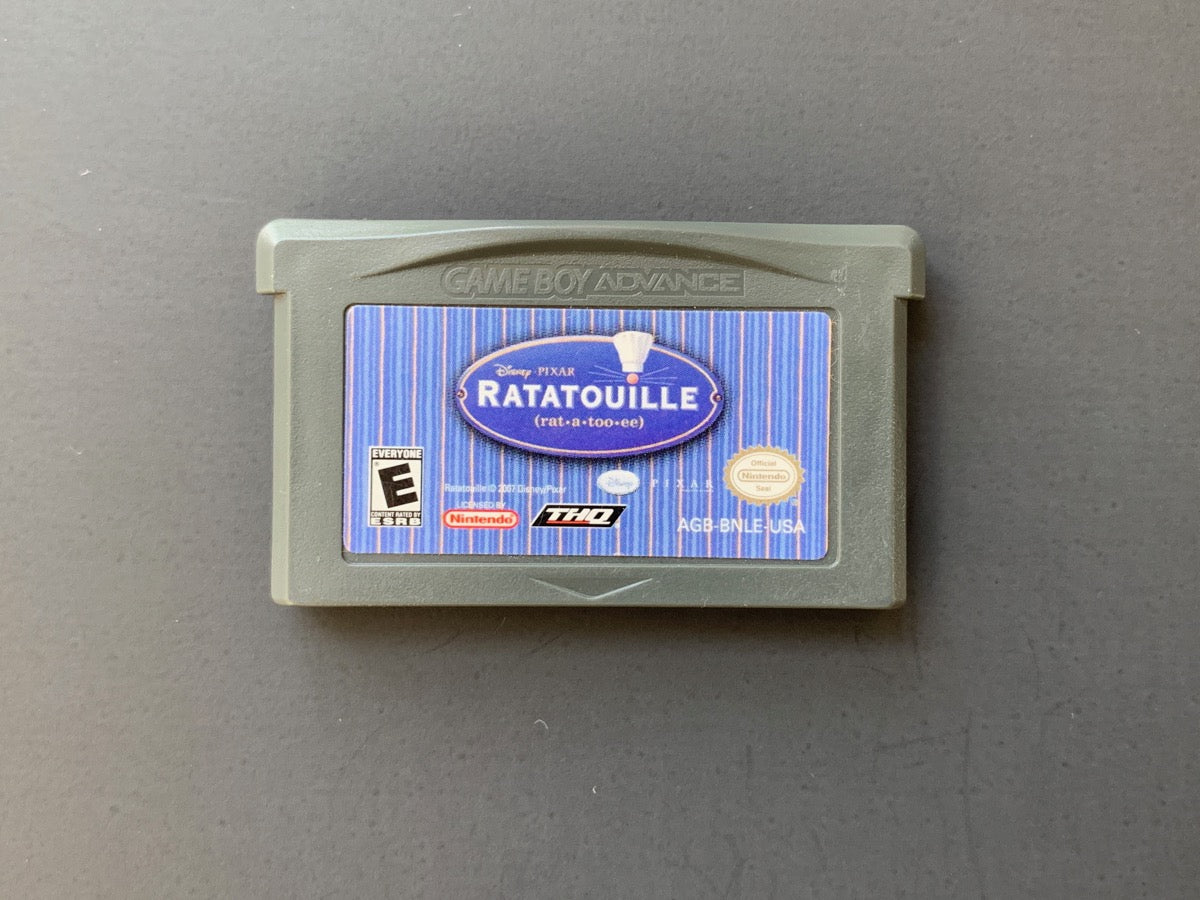 GAME BOY ADVANCE
Disney · PIXAR
RATATOUILLE
(rat•a•too•ee)
EVERYONE
E
CONTENT RATED BY
ESRB
Ratatouille © 2007 Disney/Pixar
LICENSED BY
Nintendo
THQ
Disney
PIXAR
Official
Nintendo
Seal
AGB-BNLE-USA